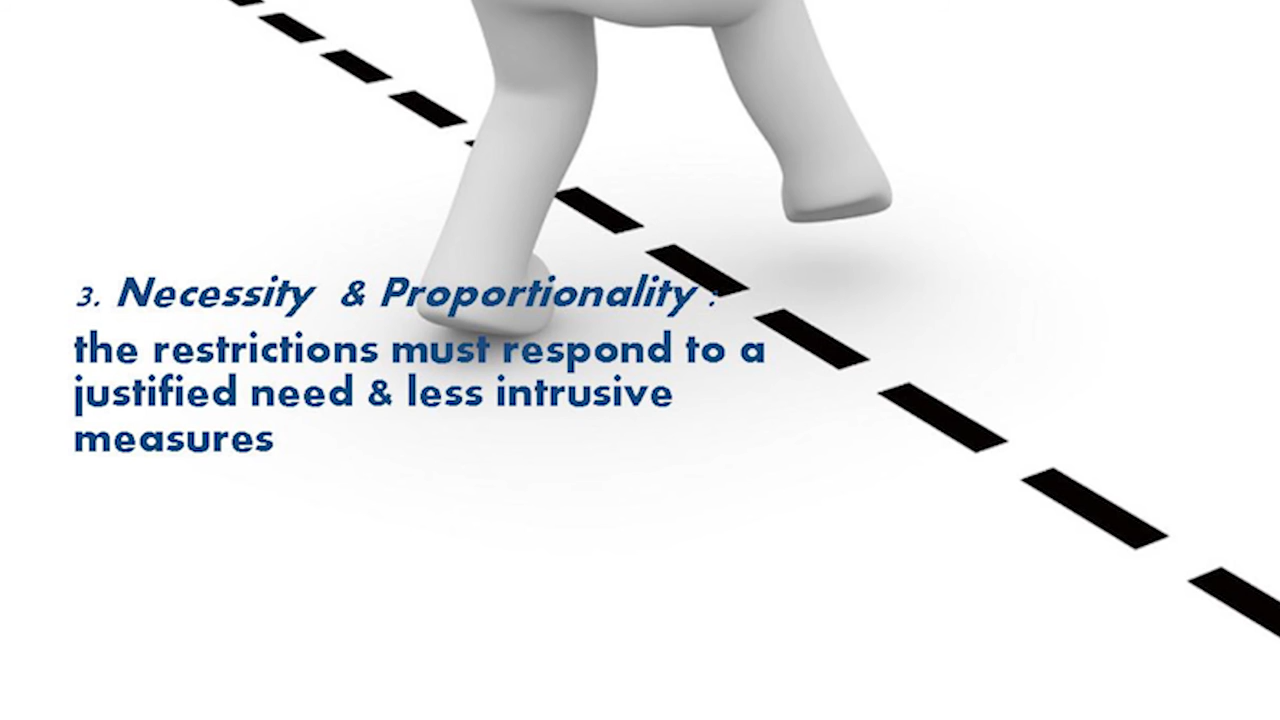 3. Necessity & Proportionality :
the restrictions must respond to a
justified need & less intrusive
measures